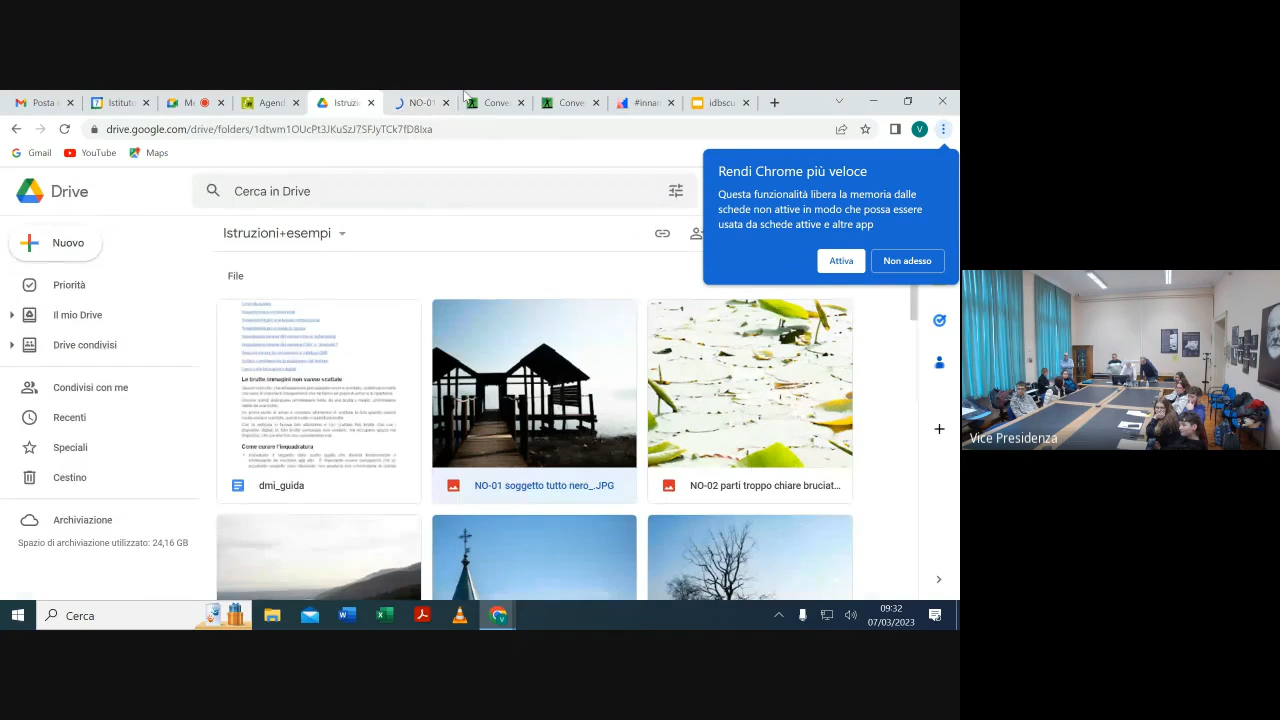 Posta
Istituto
Me
Agend
Istruzi
NO-01
Conve
Conve
#innan
idbscu
drive.google.com/drive/folders/1dtwm1OUcPt3JKuSzJ7SFJyTCk7fD8Ixa
V
Gmail
YouTube
Maps
Rendi Chrome più veloce
Questa funzionalità libera la memoria dalle
schede non attive in modo che possa essere
usata da schede attive e altre app
Attiva
Non adesso
Drive
Cerca in Drive
Nuovo
Istruzioni+esempi
File
Priorità
Il mio Drive
Drive condivisi
Condivisi con me
Recenti
Speciali
Cestino
Archiviazione
Spazio di archiviazione utilizzato: 24,16 GB
Le brutte immagini non vanno scattate
Come curare l'inquadratura
dmi_guida
NO-01 soggetto tutto nero_.JPG
NO-02 parti troppo chiare bruciat...
Vice Presidenza
Cerca
09:32
07/03/2023